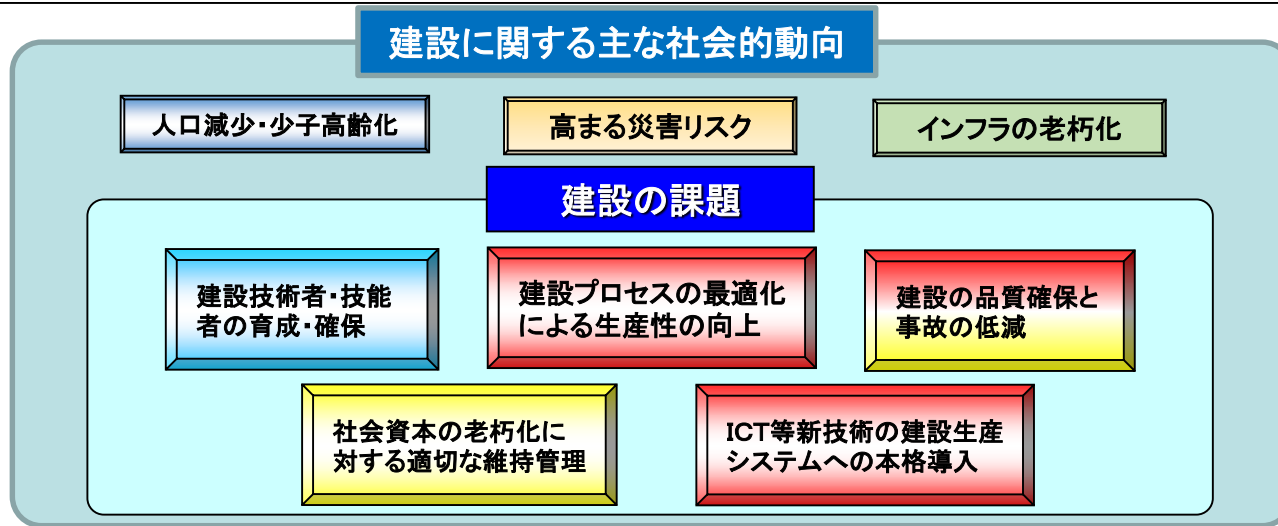 建設に関する主な社会的動向
人口減少・少子高齢化
高まる災害リスク
インフラの老朽化
建設の課題
建設技術者・技能
者の育成・確保
建設プロセスの最適化
による生産性の向上
建設の品質確保と
事故の低減
社会資本の老朽化に
対する適切な維持管理
ICT等新技術の建設生産
システムへの本格導入